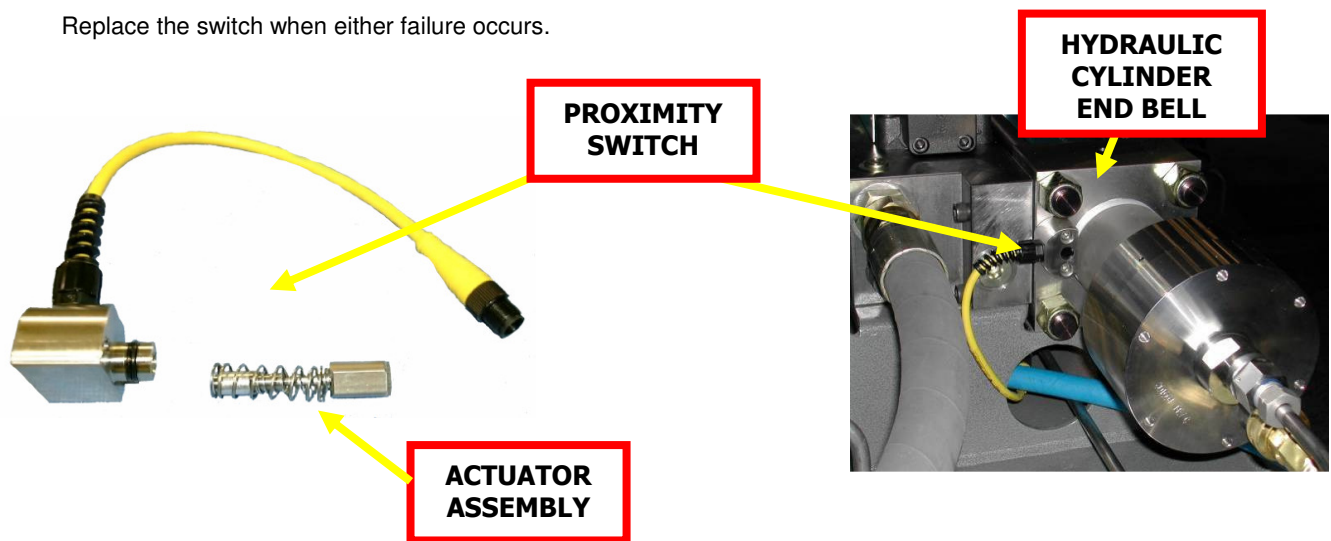 Replace the switch when either failure occurs.
HYDRAULIC
CYLINDER
END BELL
PROXIMITY
SWITCH
ACTUATOR
ASSEMBLY